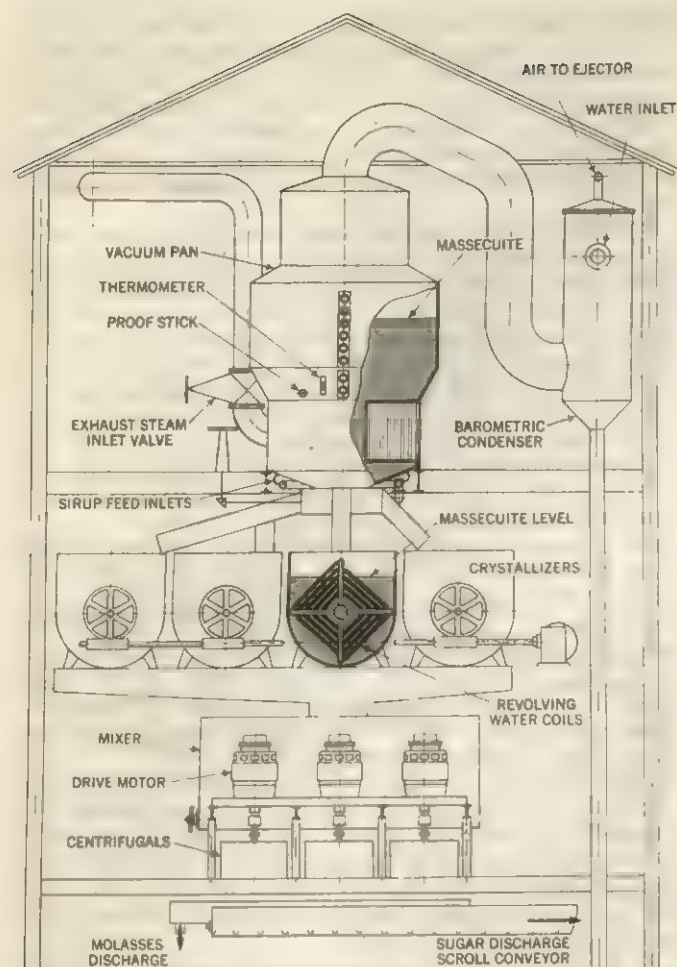 AIR TO EJECTOR
WATER INLET
VACUUM PAN
MASSECUITE
THERMOMETER
PROOF STICK
EXHAUST STEAM
INLET VALVE
BAROMETRIC
CONDENSER
SIRUP FEED INLETS
MASSECUITE LEVEL
CRYSTALLIZERS
REVOLVING
WATER COILS
MIXER
DRIVE MOTOR
CENTRIFUGALS
MOLASSES
DISCHARGE
SUGAR DISCHARGE
SCROLL CONVEYOR